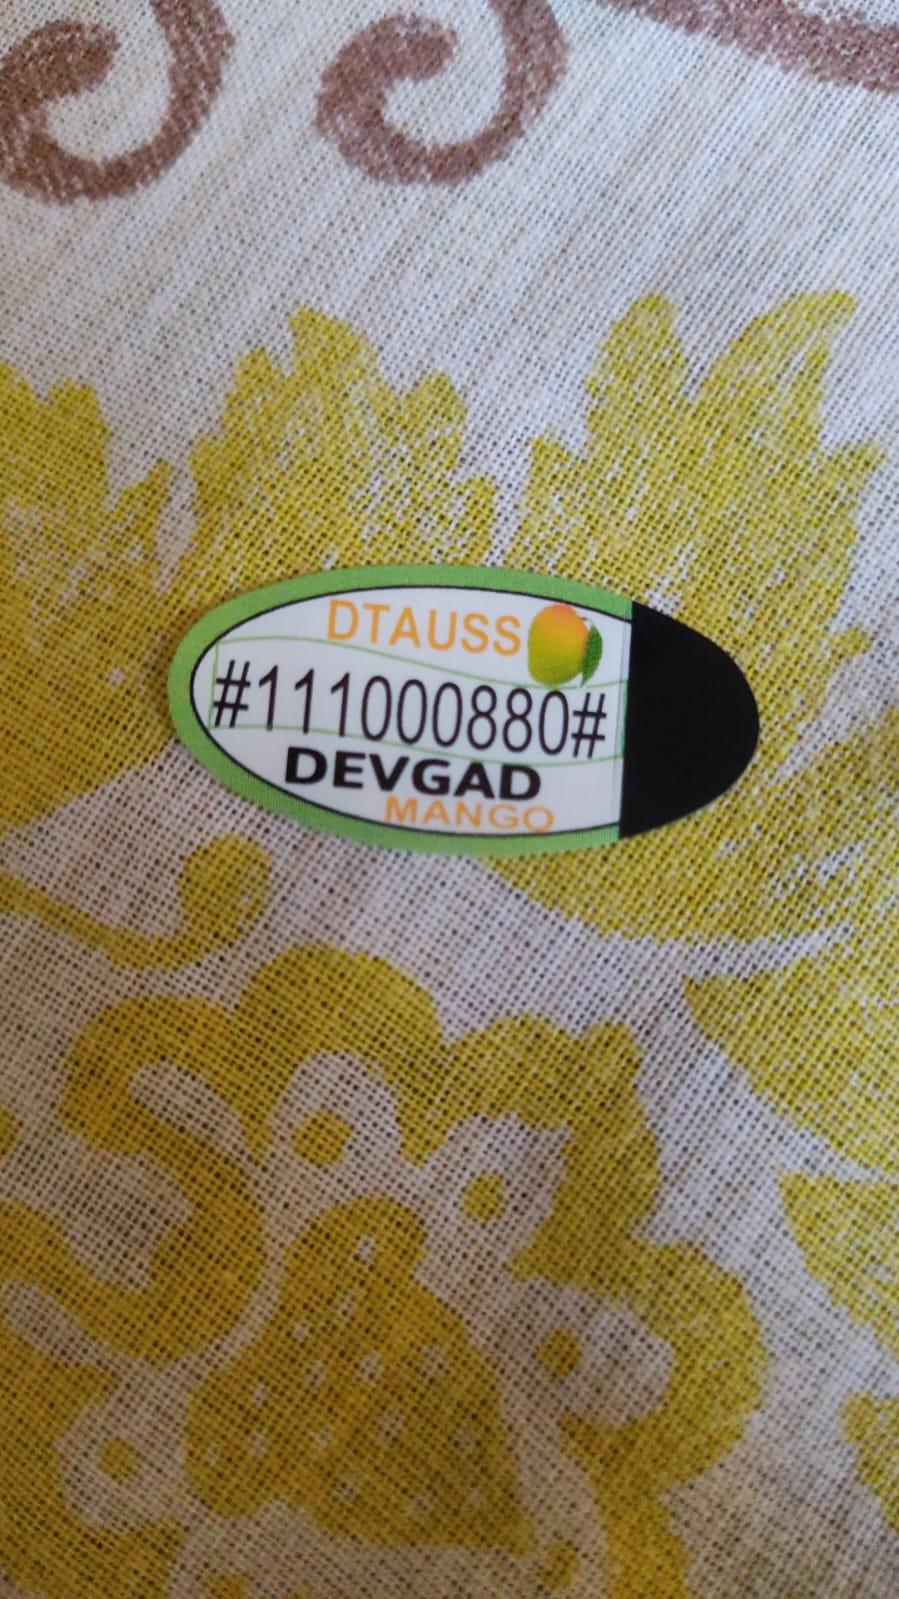 DTAUSS
#111000880#
DEVGAD
MANGO